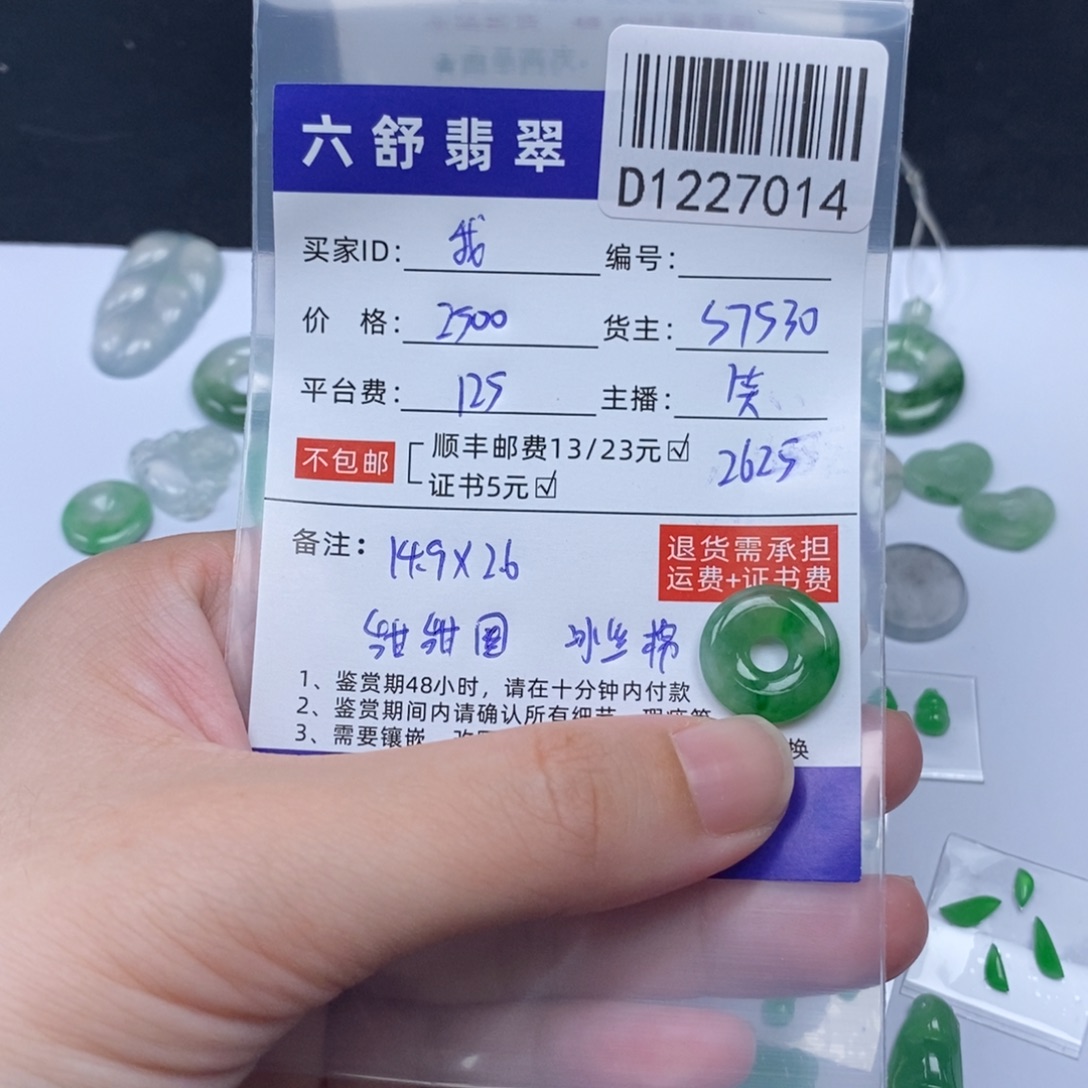 六舒翡翠
D1227014
买家ID: 我 编号:
价 格: 2500 货主: S7530
平台费: 125 主播: 笑
不包邮 顺丰邮费13/23元☑ 2625
证书5元☑
备注: 14.9X26 退货需承担
运费+证书费
甜甜圈 冰丝棉
1、鉴赏期48小时，请在十分钟内付款
2、鉴赏期间内请确认所有细节
3、需要镶嵌 换